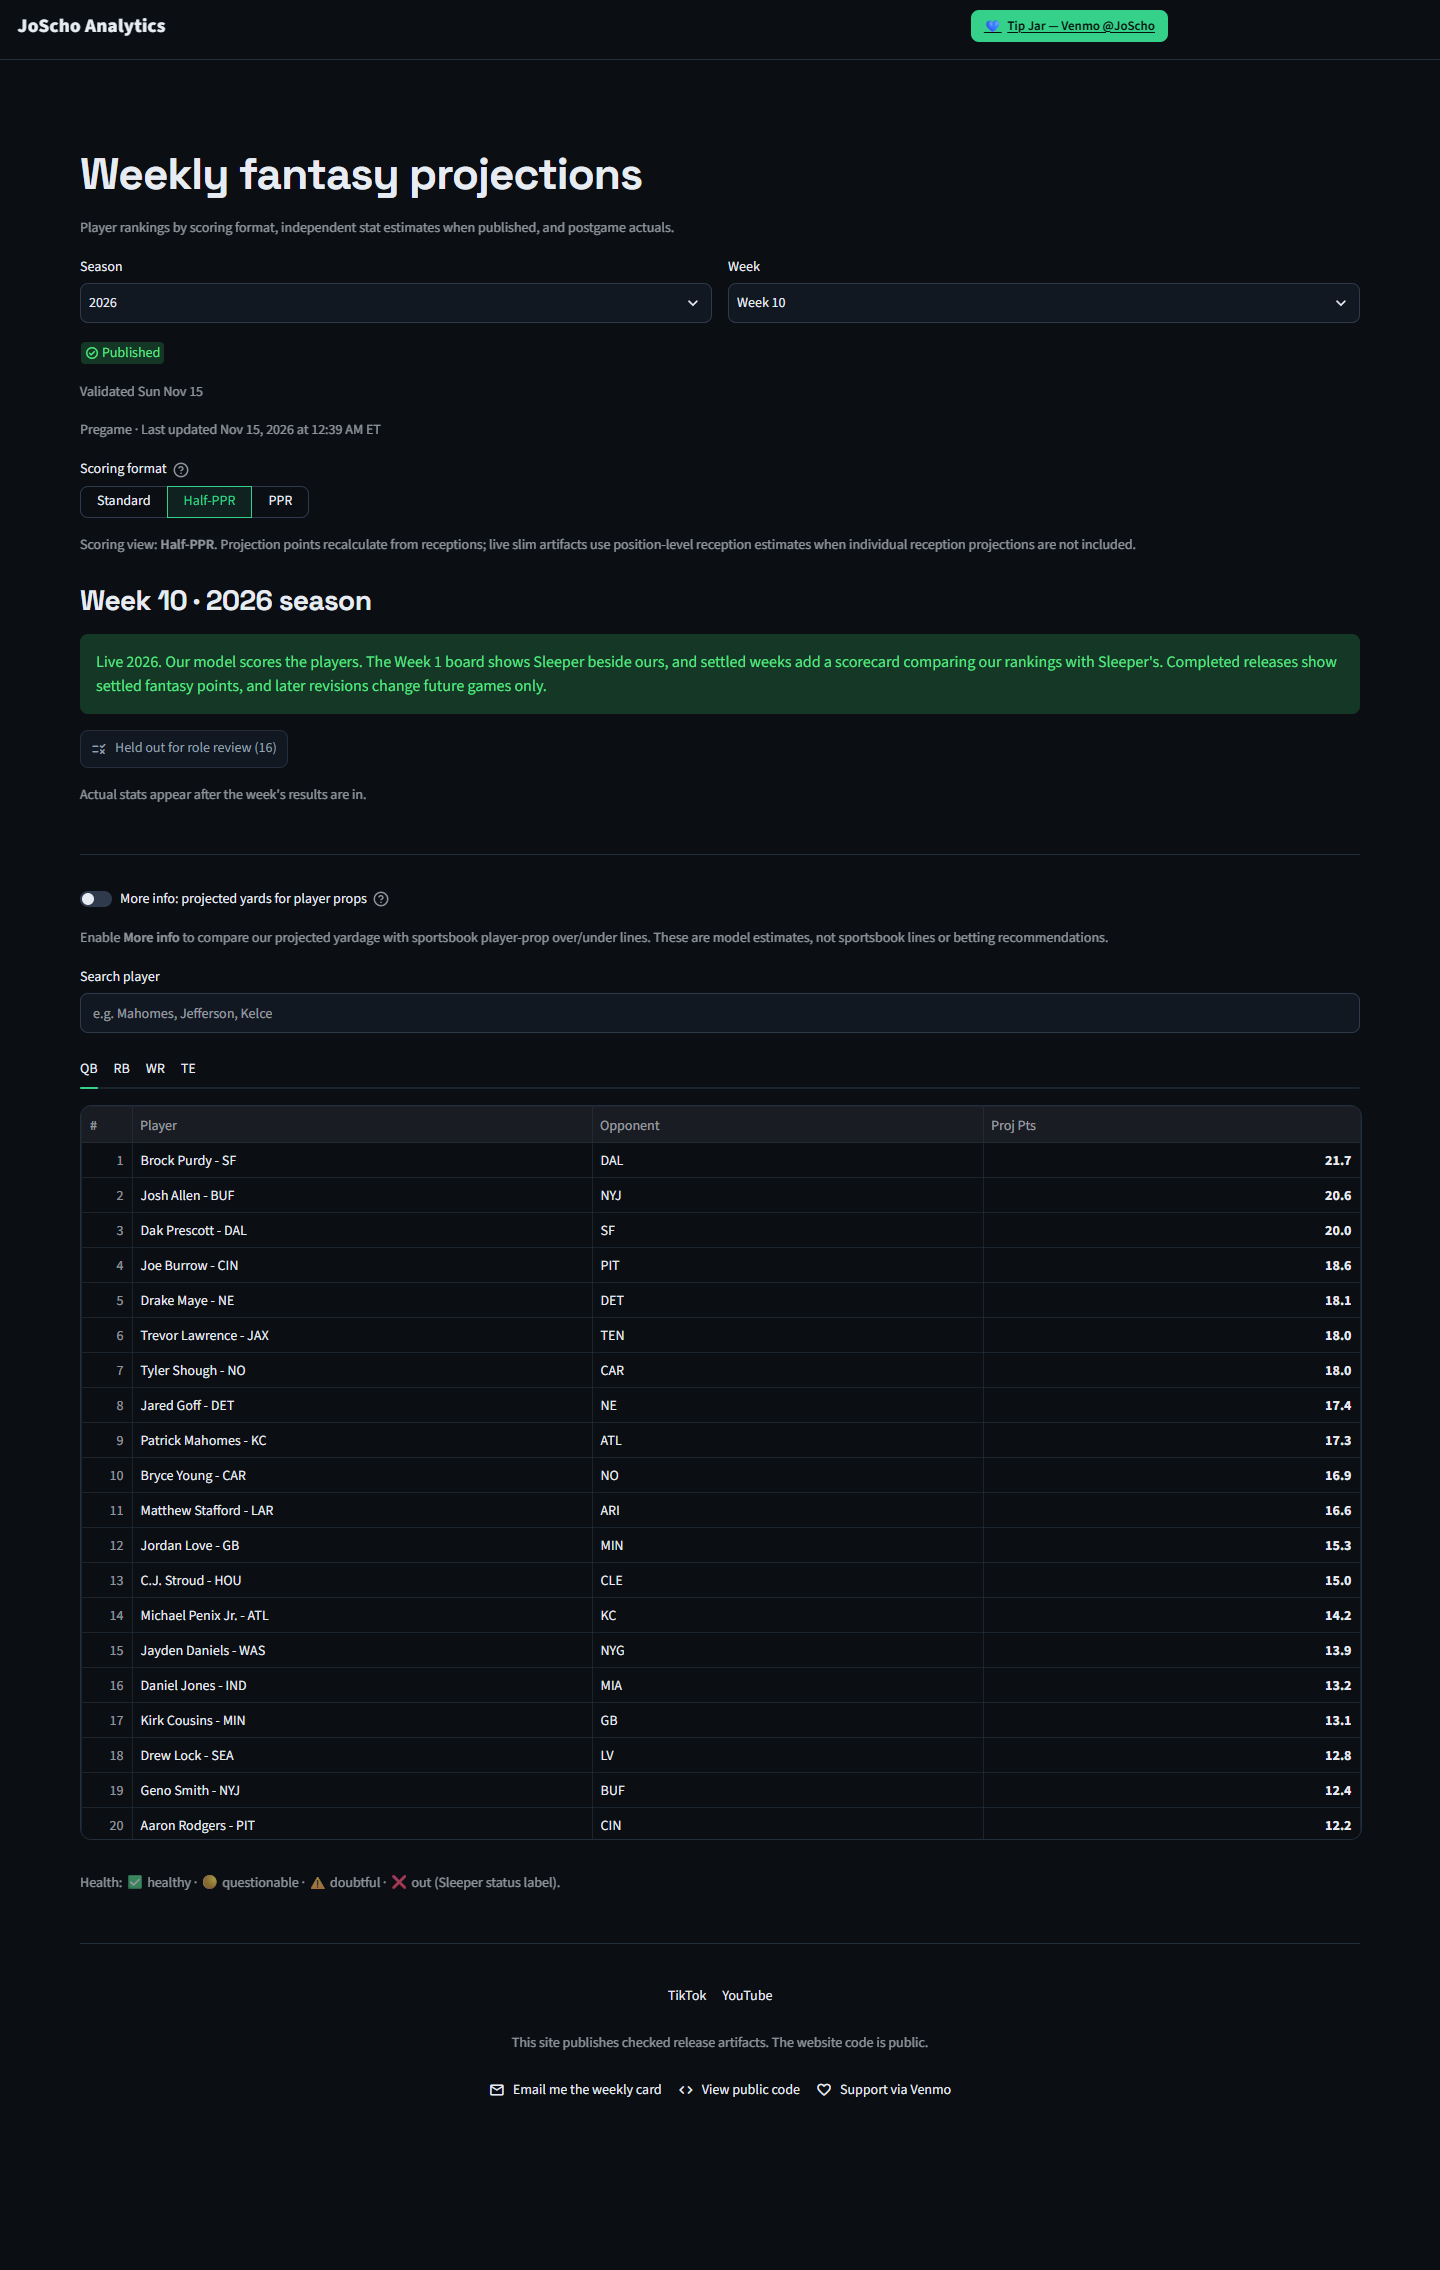 JoScho Analytics
💙 Tip Jar — Venmo @JoScho
Weekly fantasy projections
Player rankings by scoring format, independent stat estimates when published, and postgame actuals.
Season
Week
2026
Week 10
Published
Validated Sun Nov 15
Pregame · Last updated Nov 15, 2026 at 12:39 AM ET
Scoring format
Standard Half-PPR PPR
Scoring view: Half-PPR. Projection points recalculate from receptions; live slim artifacts use position-level reception estimates when individual reception projections are not included.
Week 10 · 2026 season
Live 2026. Our model scores the players. The Week 1 board shows Sleeper beside ours, and settled weeks add a scorecard comparing our rankings with Sleeper's. Completed releases show
settled fantasy points, and later revisions change future games only.
Held out for role review (16)
Actual stats appear after the week's results are in.
More info: projected yards for player props
Enable More info to compare our projected yardage with sportsbook player-prop over/under lines. These are model estimates, not sportsbook lines or betting recommendations.
Search player
e.g. Mahomes, Jefferson, Kelce
QB RB WR TE
# Player Opponent Proj Pts
1 Brock Purdy - SF DAL 21.7
2 Josh Allen - BUF NYJ 20.6
3 Dak Prescott - DAL SF 20.0
4 Joe Burrow - CIN PIT 18.6
5 Drake Maye - NE DET 18.1
6 Trevor Lawrence - JAX TEN 18.0
7 Tyler Shough - NO CAR 18.0
8 Jared Goff - DET NE 17.4
9 Patrick Mahomes - KC ATL 17.3
10 Bryce Young - CAR NO 16.9
11 Matthew Stafford - LAR ARI 16.6
12 Jordan Love - GB MIN 15.3
13 C.J. Stroud - HOU CLE 15.0
14 Michael Penix Jr. - ATL KC 14.2
15 Jayden Daniels - WAS NYG 13.9
16 Daniel Jones - IND MIA 13.2
17 Kirk Cousins - MIN GB 13.1
18 Drew Lock - SEA LV 12.8
19 Geno Smith - NYJ BUF 12.4
20 Aaron Rodgers - PIT CIN 12.2
Health: ✅ healthy · 🟡 questionable · ⚠️ doubtful · ❌ out (Sleeper status label).
TikTok YouTube
This site publishes checked release artifacts. The website code is public.
Email me the weekly card View public code Support via Venmo